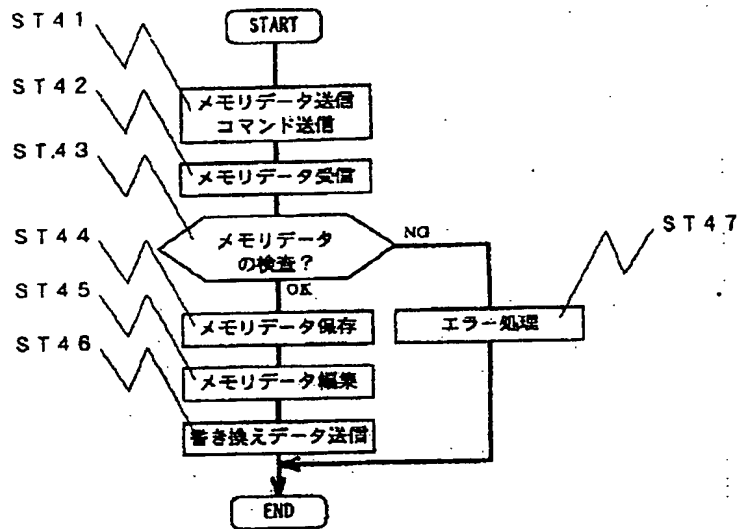 ST41
START
ST42
メモリデータ送信
コマンド送信
ST43
メモリデータ受信
ST44
メモリデータ
の検査？
NG
ST47
OK
ST45
メモリデータ保存
エラー処理
ST46
メモリデータ編集
書き換えデータ送信
END